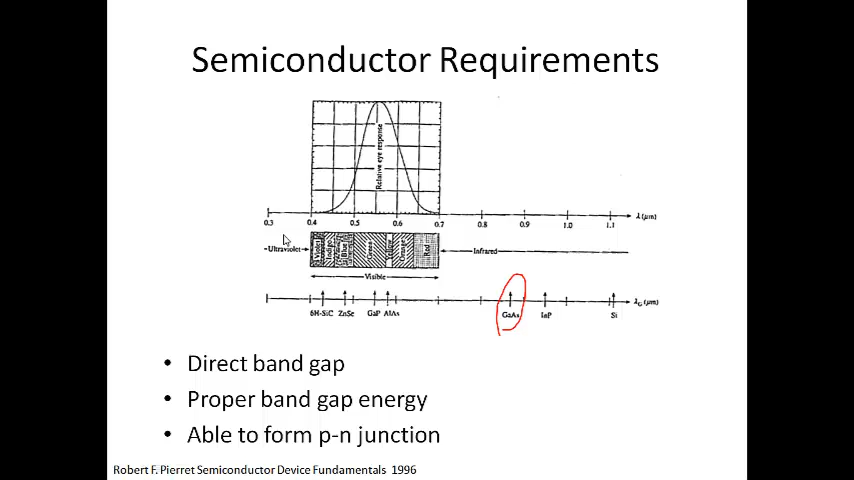 Semiconductor Requirements
Relative eye response
0.3 0.4 0.5 0.6 0.7 0.8 0.9 1.0 1.1 λ (μm)
Ultraviolet Violet Indigo Blue Green Yellow Orange Red Infrared
Visible
6H-SiC ZnSe GaP AlAs GaAs InP Si λG (μm)
• Direct band gap
• Proper band gap energy
• Able to form p-n junction
Robert F. Pierret Semiconductor Device Fundamentals 1996